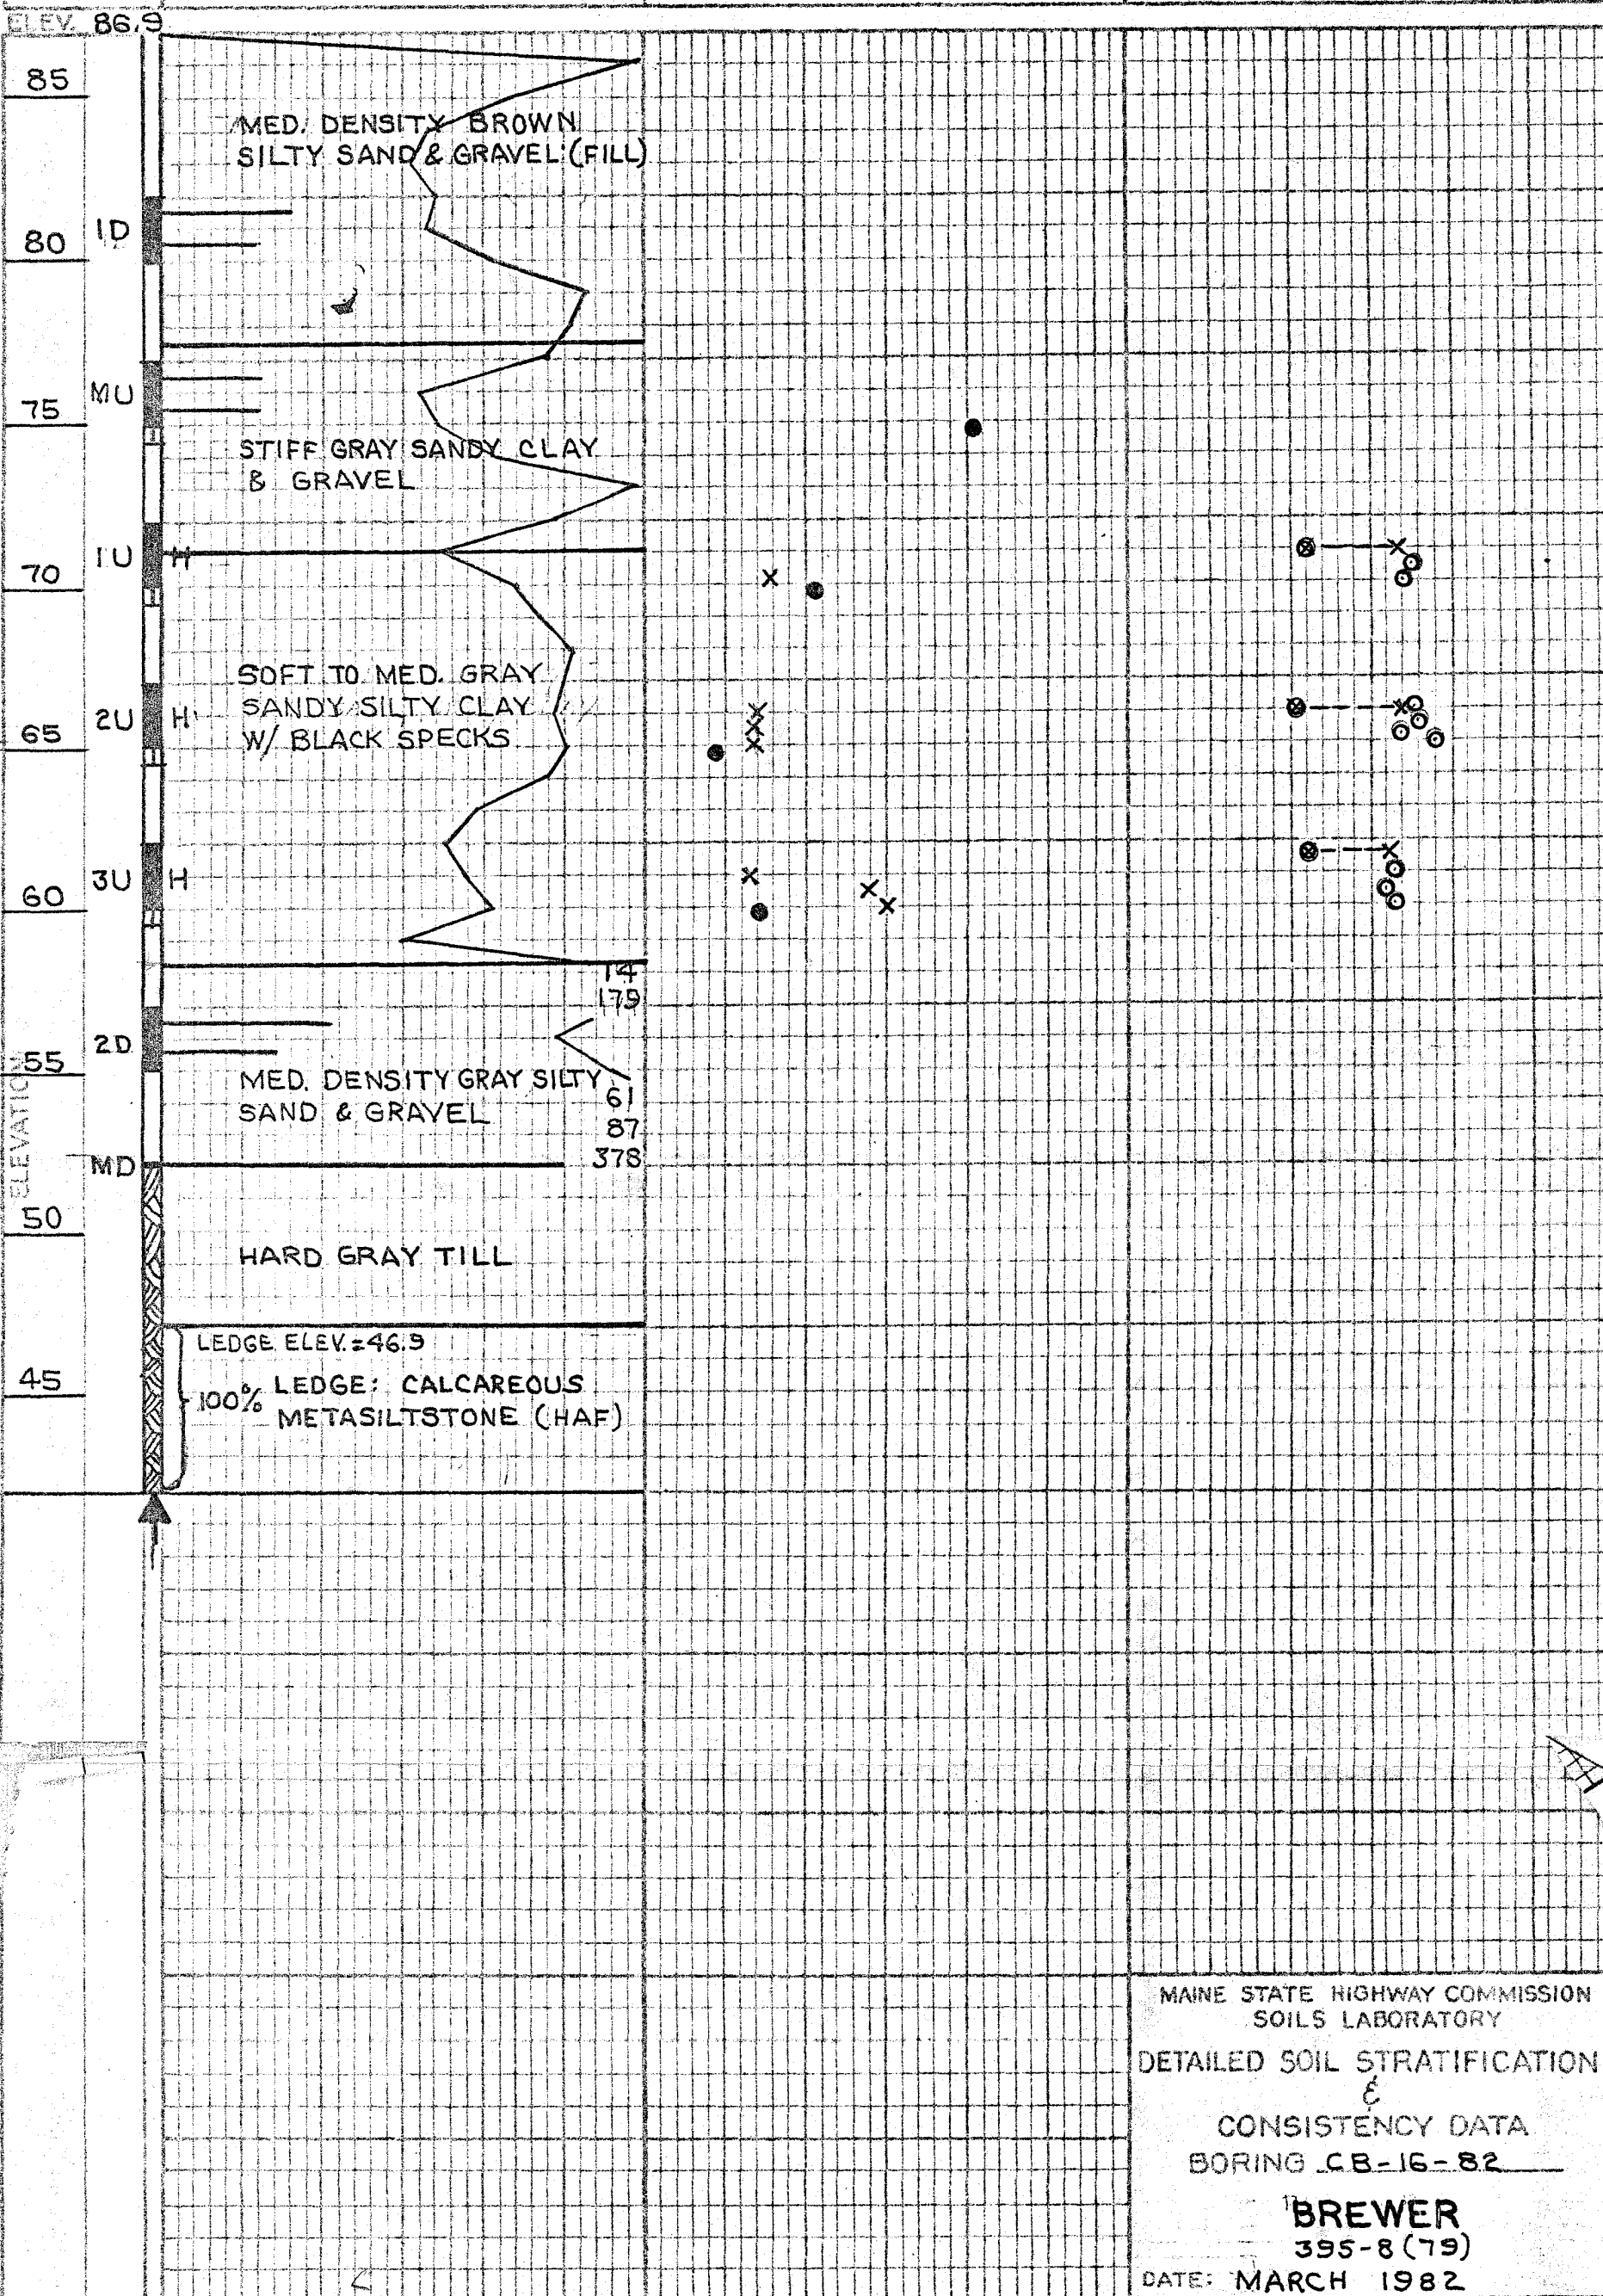 ELEV. 86.9
85
MED. DENSITY BROWN
SILTY SAND & GRAVEL (FILL)
1D
80
MU
75
STIFF GRAY SANDY CLAY
& GRAVEL
1U H
70
SOFT TO MED. GRAY
SANDY SILTY CLAY
W/ BLACK SPECKS
2U H
65
3U H
60
14
179
2D
55
MED. DENSITY GRAY SILTY
SAND & GRAVEL
61
87
378
MD
ELEVATION
50
HARD GRAY TILL
LEDGE ELEV.=46.9
45
100% LEDGE: CALCAREOUS
METASILTSTONE (HAF)
MAINE STATE HIGHWAY COMMISSION
SOILS LABORATORY
DETAILED SOIL STRATIFICATION
&
CONSISTENCY DATA
BORING CB-16-82
BREWER
395-8(79)
DATE: MARCH 1982